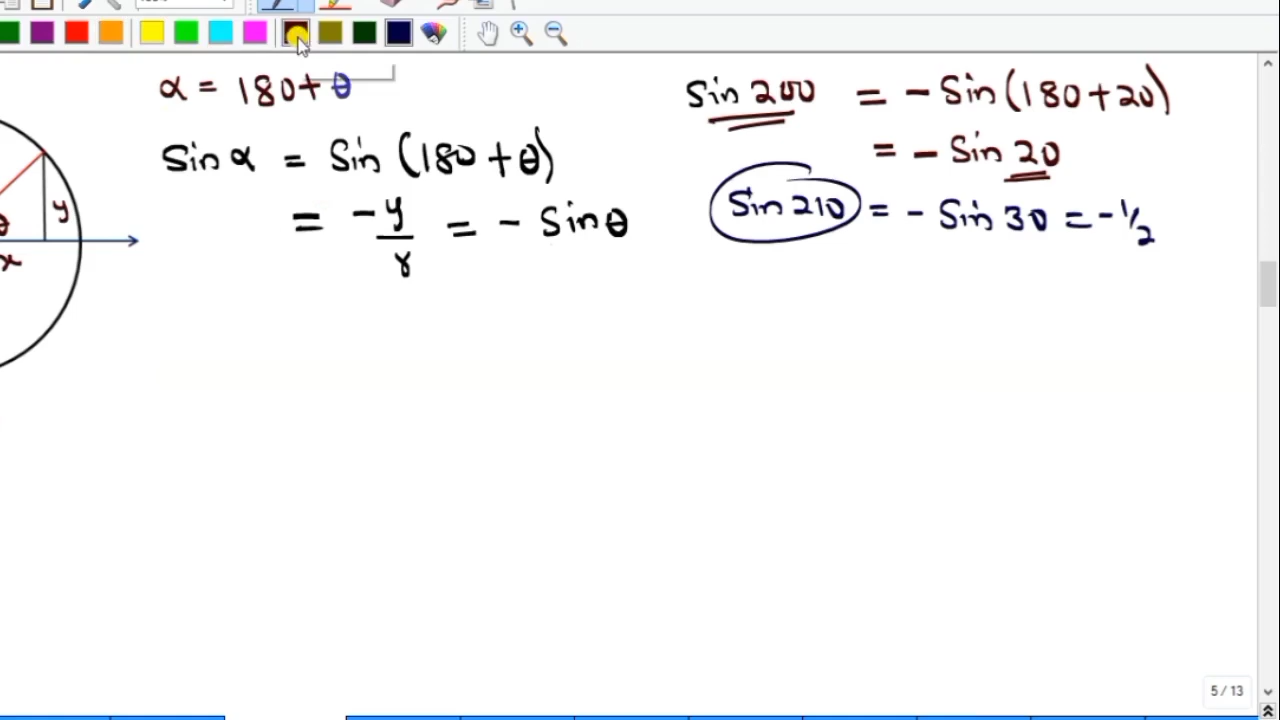 α = 180+ θ
Sin α = Sin (180 + θ)
= -y/r = - Sin θ
y
θ
x
Sin 200 = - Sin (180 + 20)
= - Sin 20
Sin 210 = - Sin 30 = -1/2
5 / 13